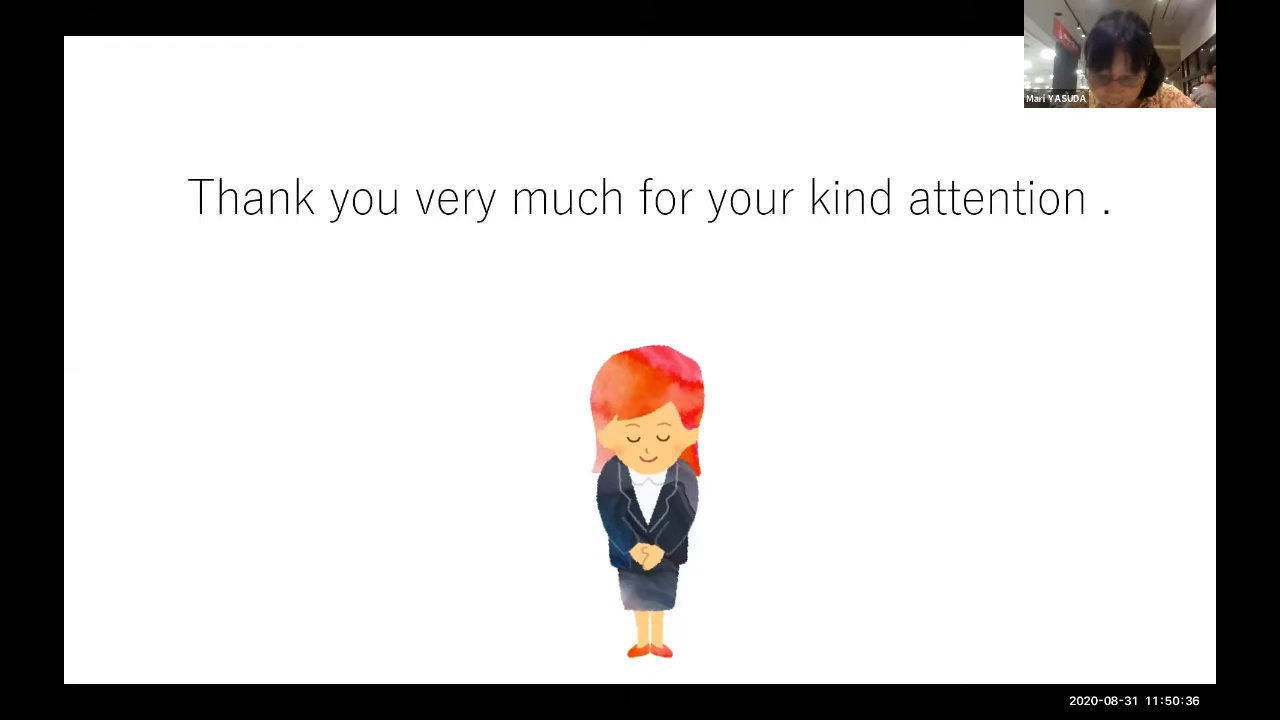 Mari YASUDA
Thank you very much for your kind attention .
2020-08-31 11:50:36